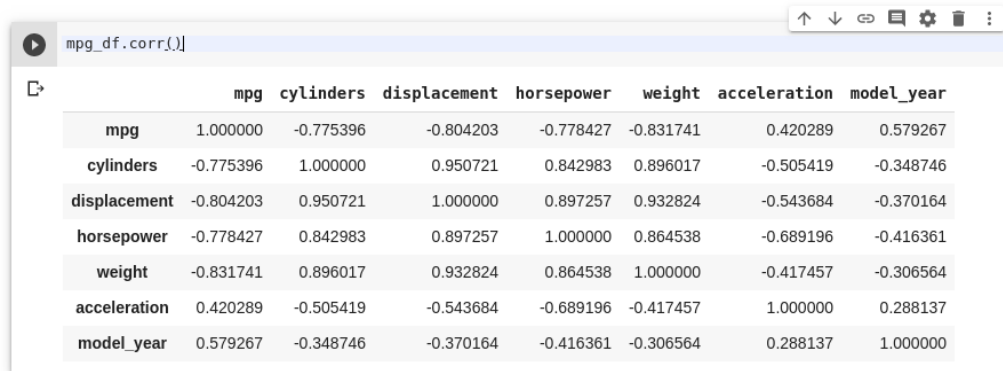 mpg_df.corr()
mpg cylinders displacement horsepower weight acceleration model_year
mpg 1.000000 -0.775396 -0.804203 -0.778427 -0.831741 0.420289 0.579267
cylinders -0.775396 1.000000 0.950721 0.842983 0.896017 -0.505419 -0.348746
displacement -0.804203 0.950721 1.000000 0.897257 0.932824 -0.543684 -0.370164
horsepower -0.778427 0.842983 0.897257 1.000000 0.864538 -0.689196 -0.416361
weight -0.831741 0.896017 0.932824 0.864538 1.000000 -0.417457 -0.306564
acceleration 0.420289 -0.505419 -0.543684 -0.689196 -0.417457 1.000000 0.288137
model_year 0.579267 -0.348746 -0.370164 -0.416361 -0.306564 0.288137 1.000000